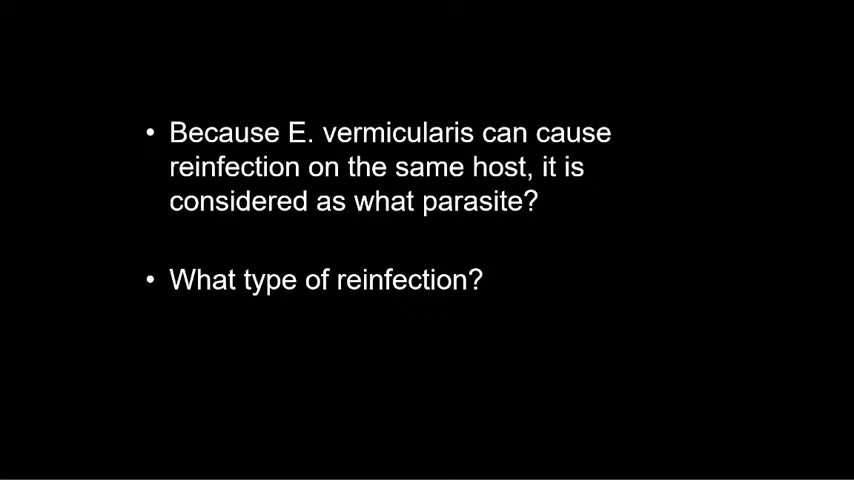 • Because E. vermicularis can cause
reinfection on the same host, it is
considered as what parasite?
• What type of reinfection?